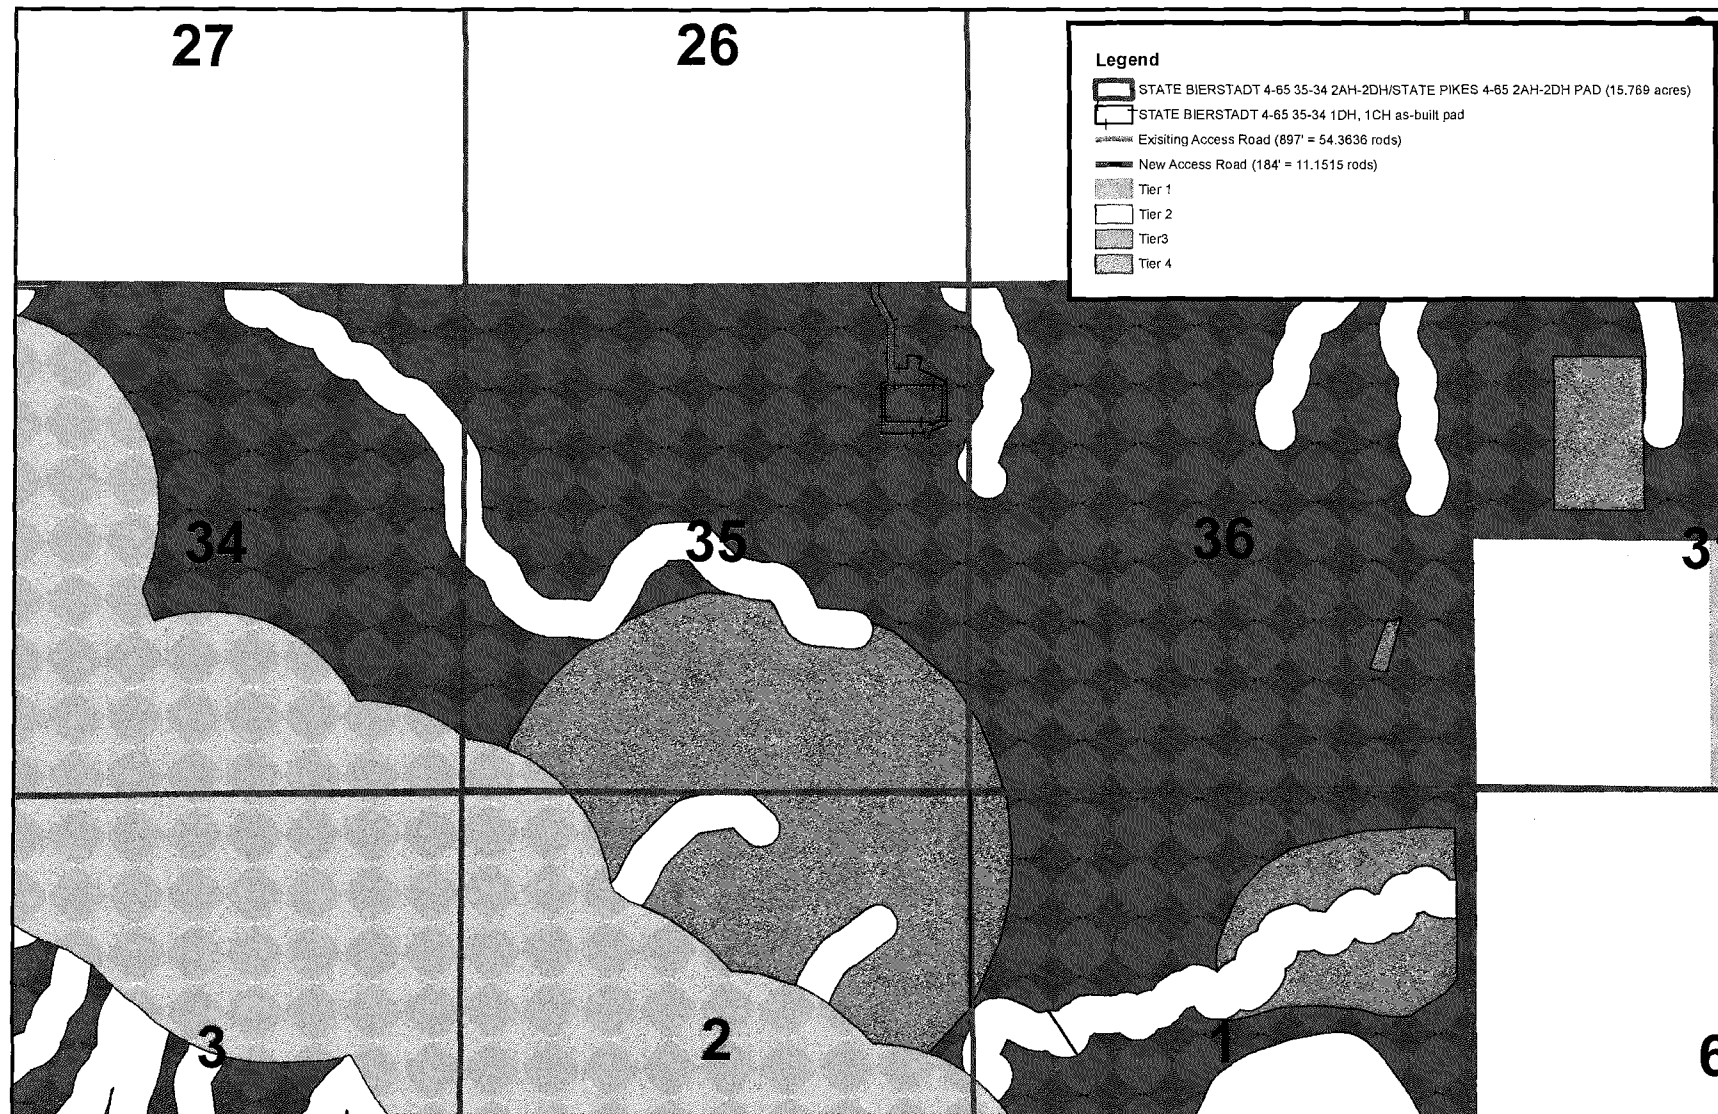 27
26
Legend
STATE BIERSTADT 4-65 35-34 2AH-2DH/STATE PIKES 4-65 2AH-2DH PAD (15.769 acres)
STATE BIERSTADT 4-65 35-34 1DH, 1CH as-built pad
Exisiting Access Road (897' = 54.3636 rods)
New Access Road (184' = 11.1515 rods)
Tier 1
Tier 2
Tier3
Tier 4
34
35
36
3
3
2
1
6